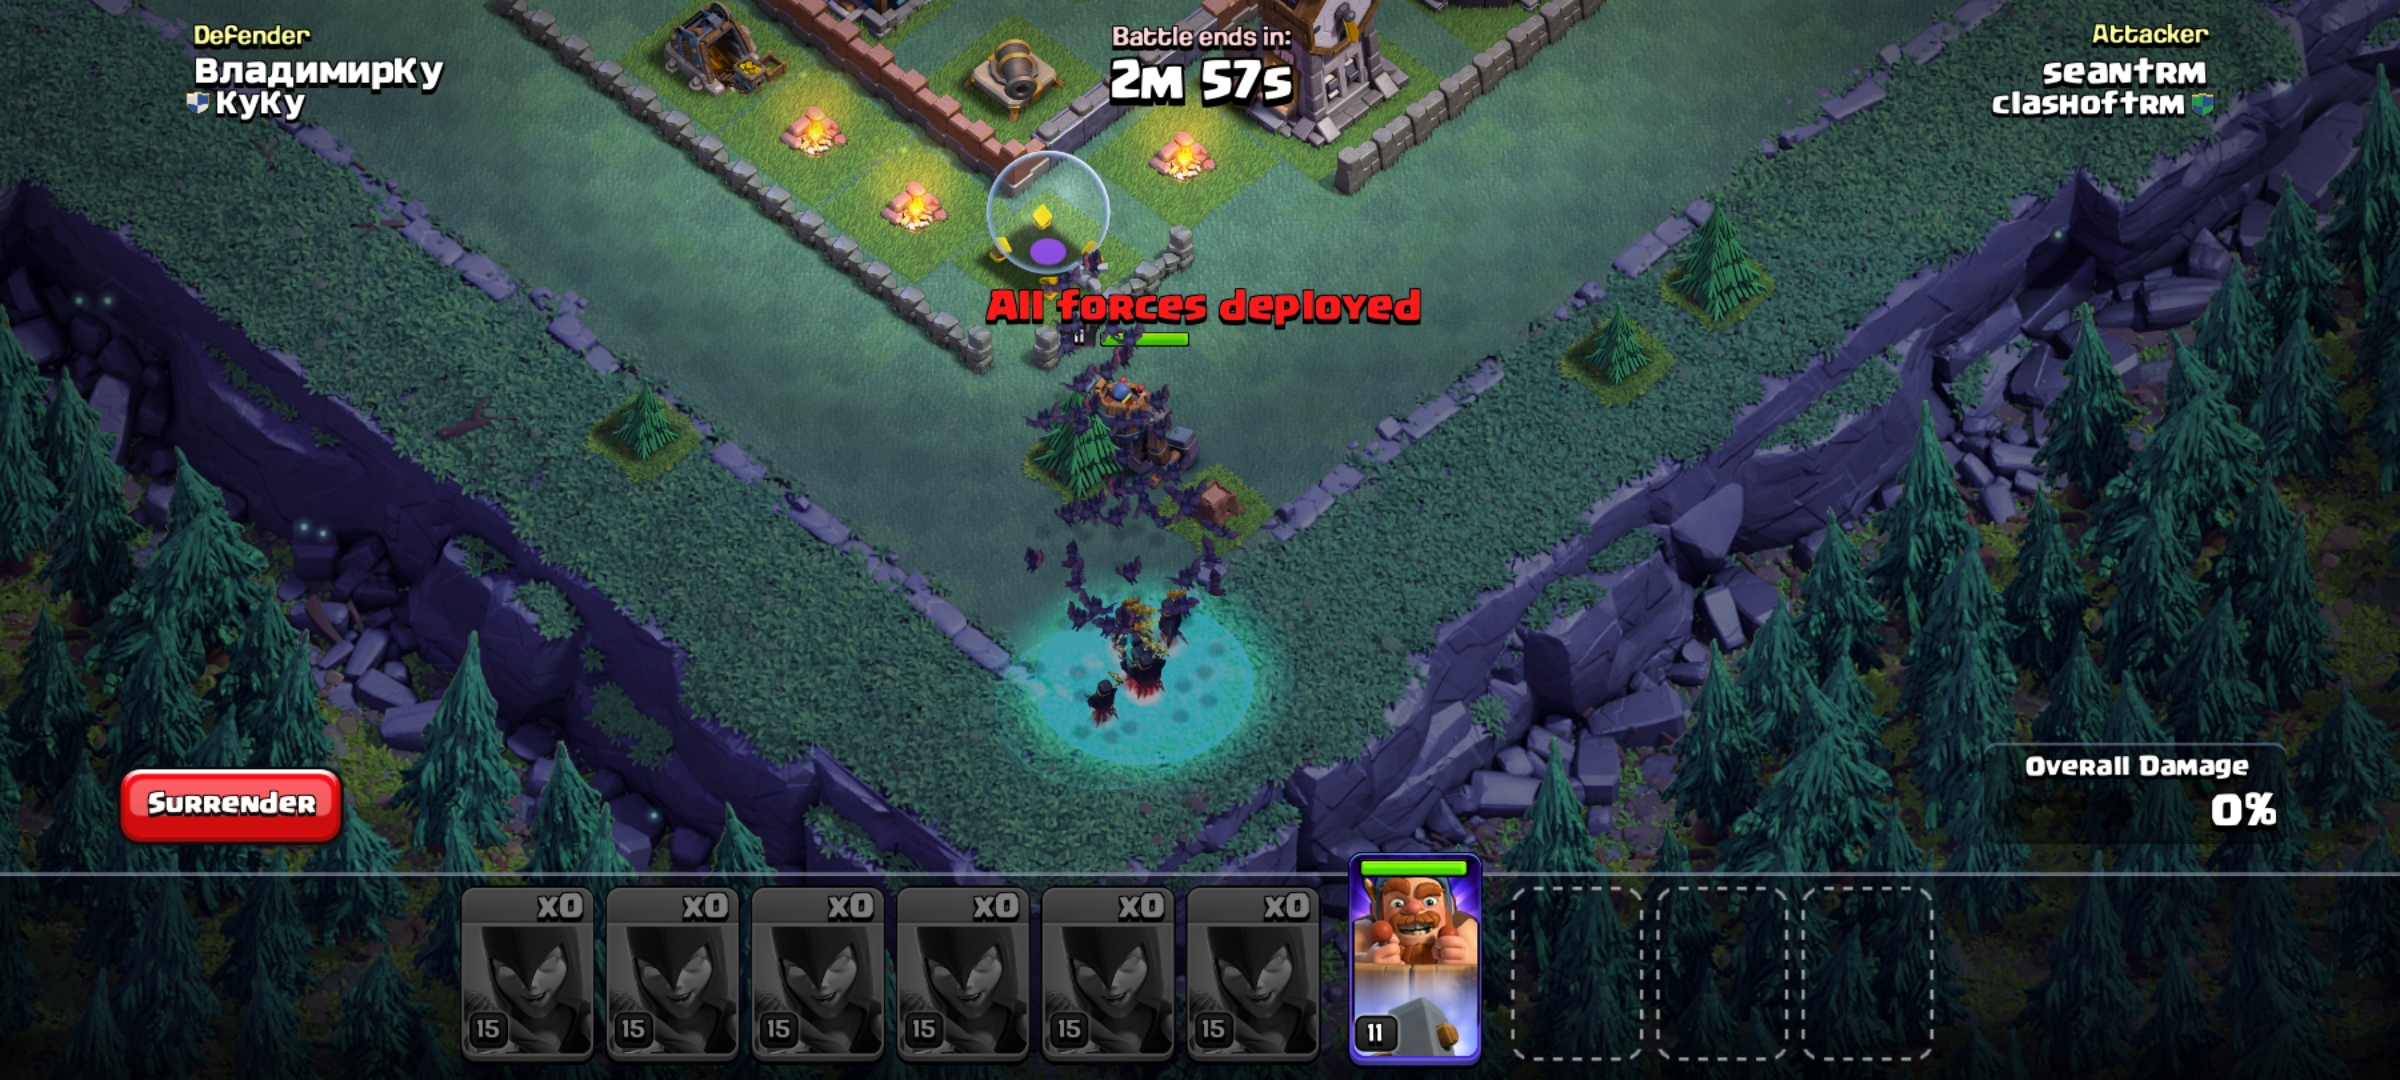 Defender
ВладимирКу
КуКу
Battle ends in:
2M 57s
Attacker
seantRM
clashoftRM
All forces deployed
Surrender
Overall Damage
0%
x0
x0
x0
x0
x0
x0
15
15
15
15
15
15
11